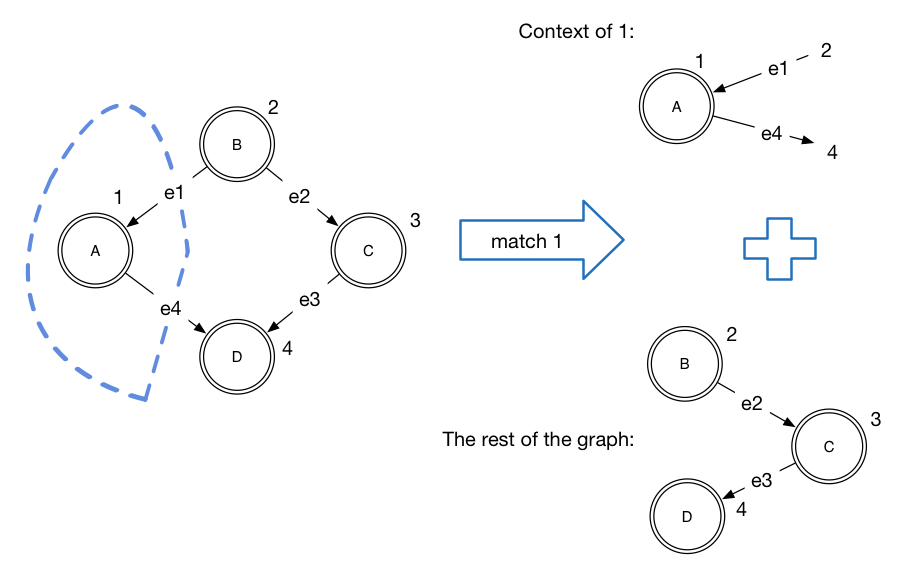 Context of 1:
1
2
A
e1
e4
4
2
B
1
e1
e2
3
A
C
match 1
e4
e3
D
4
2
B
e2
3
The rest of the graph:
C
e3
D
4